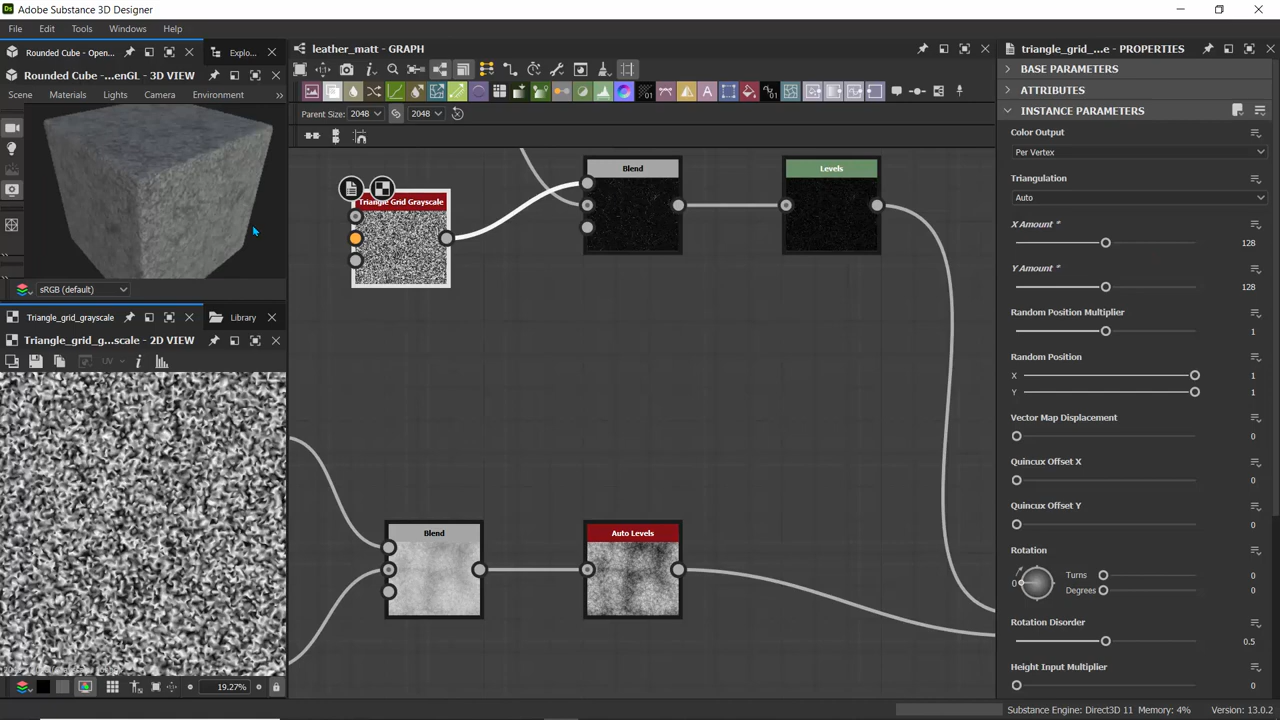 Adobe Substance 3D Designer
File Edit Tools Windows Help
Rounded Cube - Open...
Explo...
leather_matt - GRAPH
triangle_grid_...e - PROPERTIES
Rounded Cube -...enGL - 3D VIEW
BASE PARAMETERS
Scene Materials Lights Camera Environment
ATTRIBUTES
Parent Size: 2048 2048
INSTANCE PARAMETERS
Color Output
Per Vertex
Blend
Levels
Triangulation
Auto
Triangle Grid Grayscale
X Amount *
128
Y Amount *
128
sRGB (default)
Random Position Multiplier
1
Triangle_grid_grayscale
Library
Triangle_grid_g...scale - 2D VIEW
UV
Random Position
X 1
Y 1
Vector Map Displacement
0
Quincux Offset X
0
Quincux Offset Y
0
Blend
Auto Levels
Rotation
0
Turns 0
Degrees 0
Rotation Disorder
0.5
Height Input Multiplier
0
19.27%
Substance Engine: Direct3D 11 Memory: 4% Version: 13.0.2